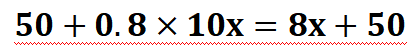 50 + 0.8 × 10x = 8x + 50